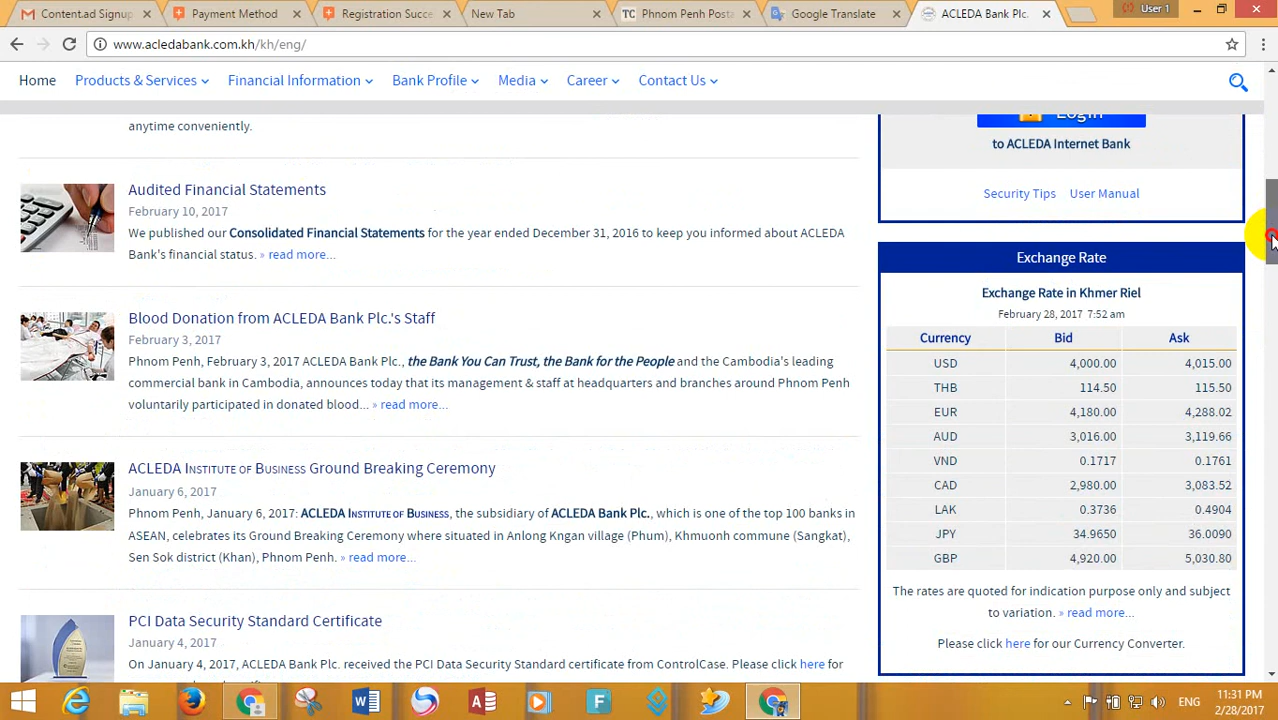 Content.ad Signup
Payment Method
Registration Succe
New Tab
Phnom Penh Post
Google Translate
ACLEDA Bank Plc.
User 1
www.acledabank.com.kh/kh/eng/
Home
Products & Services
Financial Information
Bank Profile
Media
Career
Contact Us
anytime conveniently.
Audited Financial Statements
February 10, 2017
We published our Consolidated Financial Statements for the year ended December 31, 2016 to keep you informed about ACLEDA
Bank's financial status. » read more...
Blood Donation from ACLEDA Bank Plc.'s Staff
February 3, 2017
Phnom Penh, February 3, 2017 ACLEDA Bank Plc., the Bank You Can Trust, the Bank for the People and the Cambodia's leading
commercial bank in Cambodia, announces today that its management & staff at headquarters and branches around Phnom Penh
voluntarily participated in donated blood... » read more...
ACLEDA Institute of Business Ground Breaking Ceremony
January 6, 2017
Phnom Penh, January 6, 2017: ACLEDA Institute of Business, the subsidiary of ACLEDA Bank Plc., which is one of the top 100 banks in
ASEAN, celebrates its Ground Breaking Ceremony where situated in Anlong Kngan village (Phum), Khmuonh commune (Sangkat),
Sen Sok district (Khan), Phnom Penh. » read more...
PCI Data Security Standard Certificate
January 4, 2017
On January 4, 2017, ACLEDA Bank Plc. received the PCI Data Security Standard certificate from ControlCase. Please click here for
Login
to ACLEDA Internet Bank
Security Tips User Manual
Exchange Rate
Exchange Rate in Khmer Riel
February 28, 2017 7:52 am
Currency Bid Ask
USD 4,000.00 4,015.00
THB 114.50 115.50
EUR 4,180.00 4,288.02
AUD 3,016.00 3,119.66
VND 0.1717 0.1761
CAD 2,980.00 3,083.52
LAK 0.3736 0.4904
JPY 34.9650 36.0090
GBP 4,920.00 5,030.80
The rates are quoted for indication purpose only and subject
to variation. » read more...
Please click here for our Currency Converter.
ENG
11:31 PM
2/28/2017